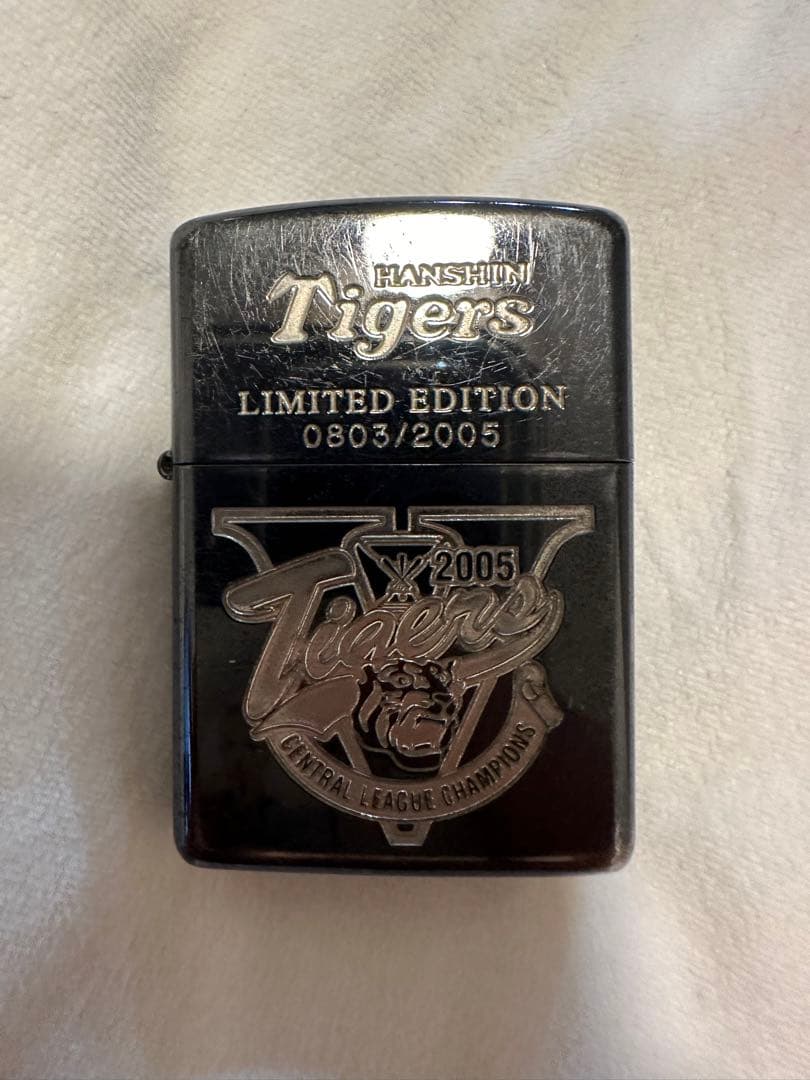 HANSHIN
Tigers
LIMITED EDITION
0803/2005
2005
Tigers
CENTRAL LEAGUE CHAMPIONS